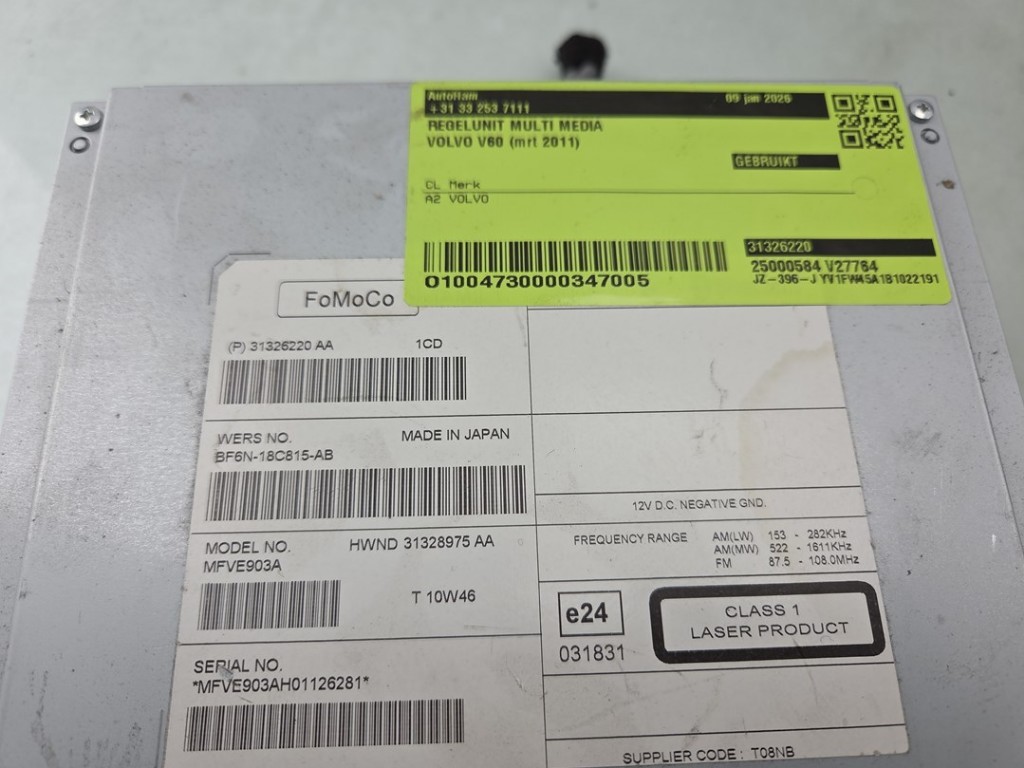 AutoHam
+31 33 253 7111
09 jan 2026
REGELUNIT MULTI MEDIA
VOLVO V60 (mrt 2011)
GEBRUIKT
CL Merk
A2 VOLVO
31326220
O1004730000347005
25000584 V27764
JZ-396-J YV1FW45A1B1022191
FoMoCo
(P) 31326220 AA 1CD
WERS NO. MADE IN JAPAN
BF6N-18C815-AB
12V D.C. NEGATIVE GND.
MODEL NO. HWND 31328975 AA
MFVE903A
T 10W46
FREQUENCY RANGE AM(LW) 153 - 282KHz
AM(MW) 522 - 1611KHz
FM 87.5 - 108.0MHz
e24
031831
CLASS 1
LASER PRODUCT
SERIAL NO.
*MFVE903AH01126281*
SUPPLIER CODE : T08NB